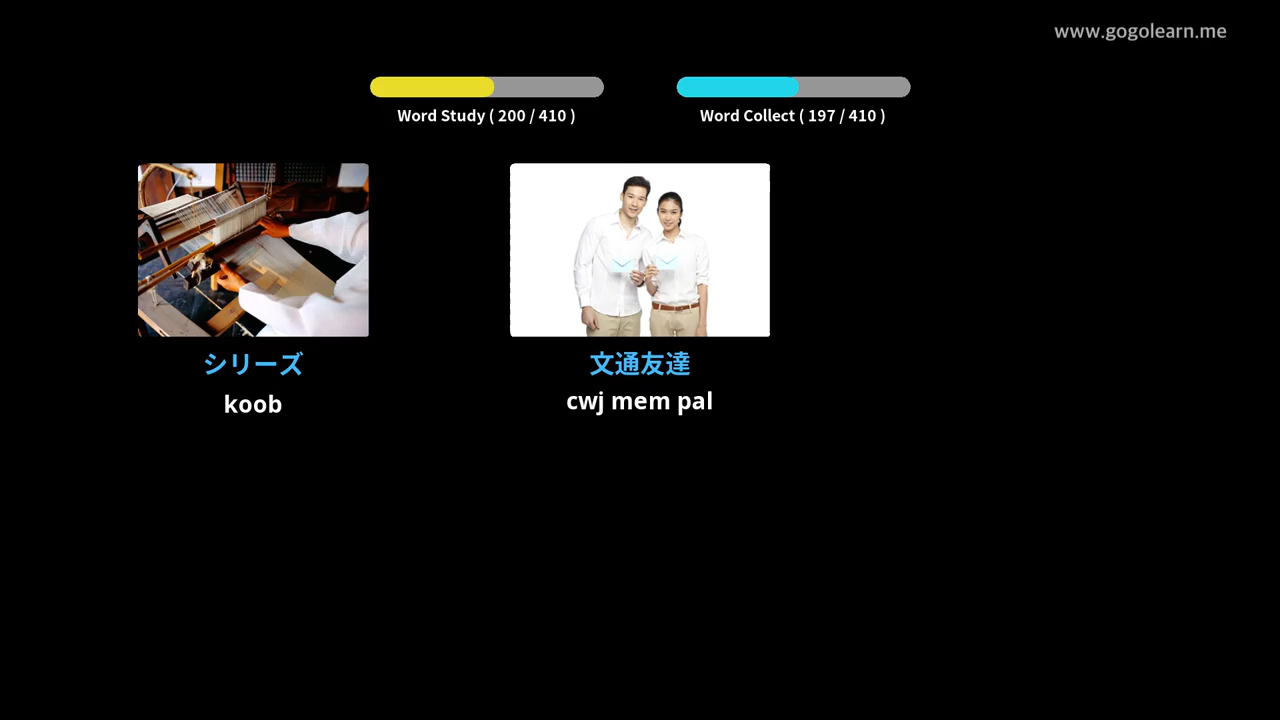 www.gogolearn.me
Word Study ( 200 / 410 )
Word Collect ( 197 / 410 )
シリーズ
koob
文通友達
cwj mem pal